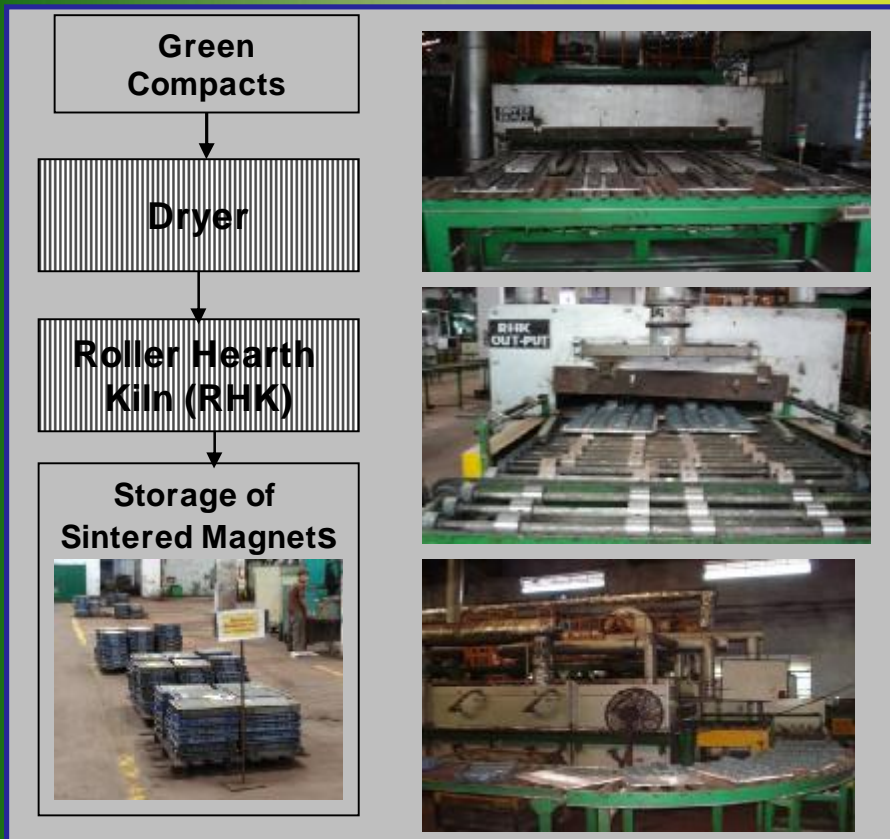 Green
Compacts
Dryer
Roller Hearth
Kiln (RHK)
Storage of
Sintered Magnets
RHK
OUT-PUT